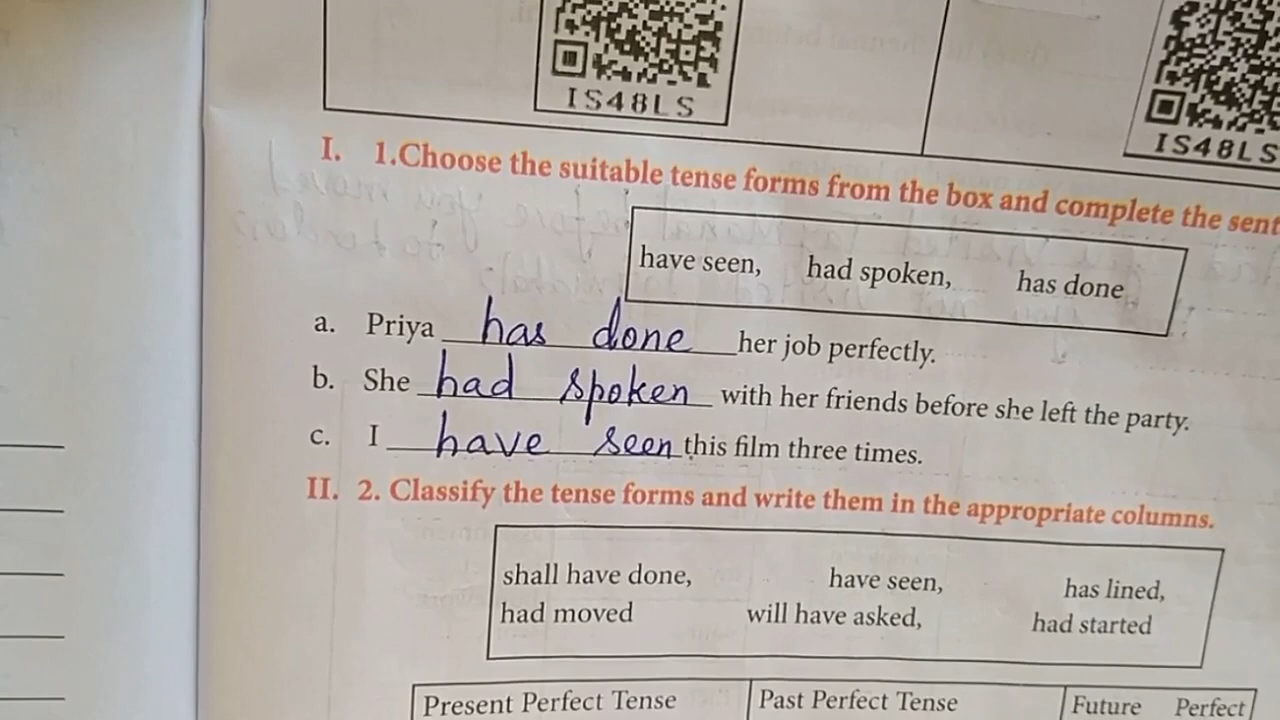 IS48LS
IS48LS
I. 1.Choose the suitable tense forms from the box and complete the sent
have seen, had spoken, has done
a. Priya has done her job perfectly.
b. She had spoken with her friends before she left the party.
c. I have seen this film three times.
II. 2. Classify the tense forms and write them in the appropriate columns.
shall have done, have seen, has lined,
had moved will have asked, had started
Present Perfect Tense Past Perfect Tense Future Perfect